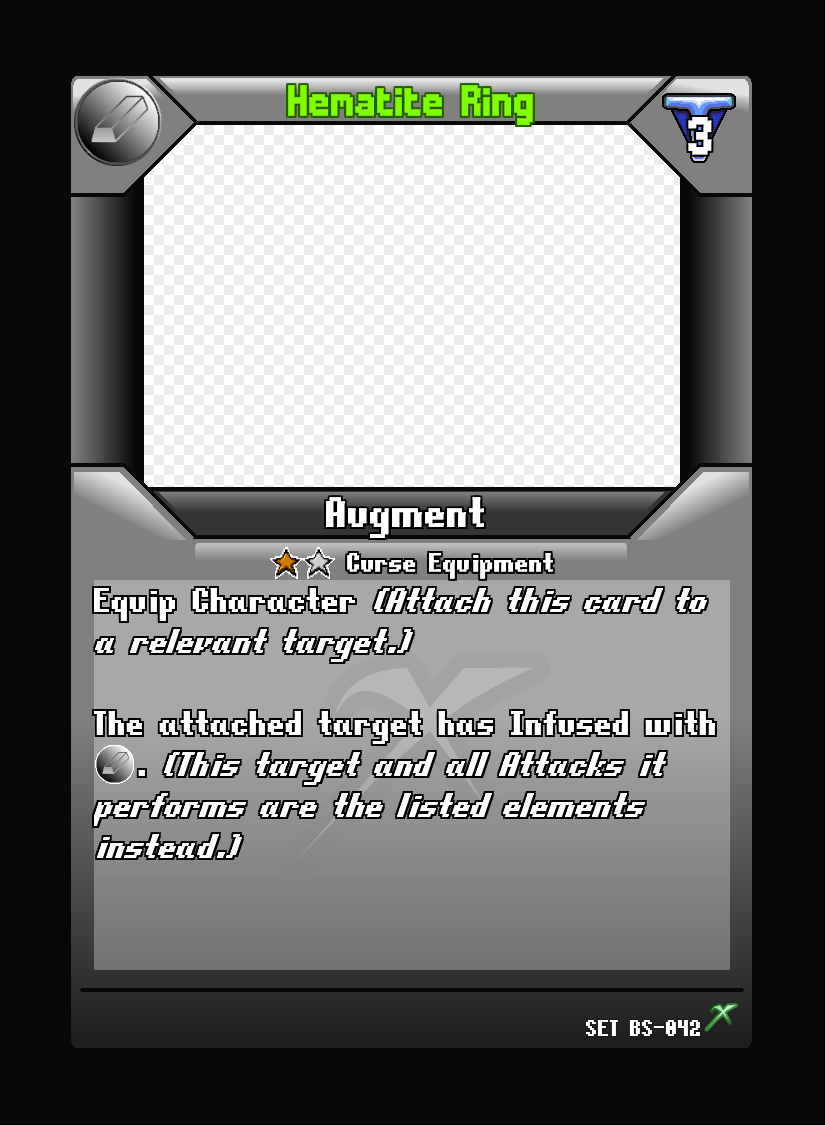 Hematite Ring
3
Augment
Curse Equipment
Equip Character (Attach this card to
a relevant target.)
The attached target has Infused with
. (This target and all Attacks it
performs are the listed elements
instead.)
SET BS-042